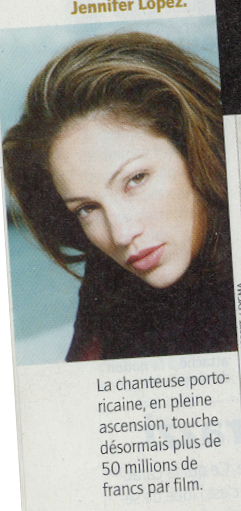 Jennifer Lopez.
La chanteuse porto-
ricaine, en pleine
ascension, touche
désormais plus de
50 millions de
francs par film.